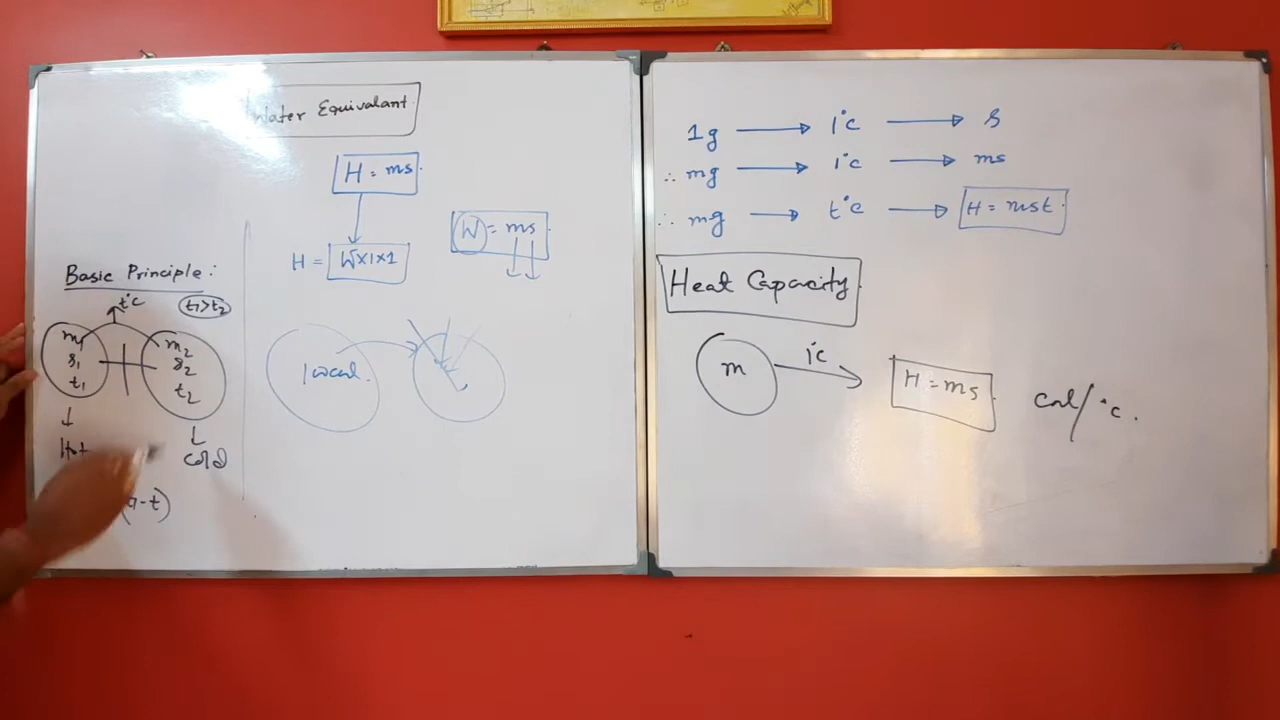 Water Equivalant
H = ms
W = ms
H = W×1×1
Basic Principle:
t°c
t₁>t₂
m₁
s₁
t₁
m₂
s₂
t₂
Hot
cold
-t)
1g → 1°c → s
∴ mg → 1°c → ms
∴ mg → t°c → H = mst
Heat Capacity
m 1°c → H = ms cal/°c.